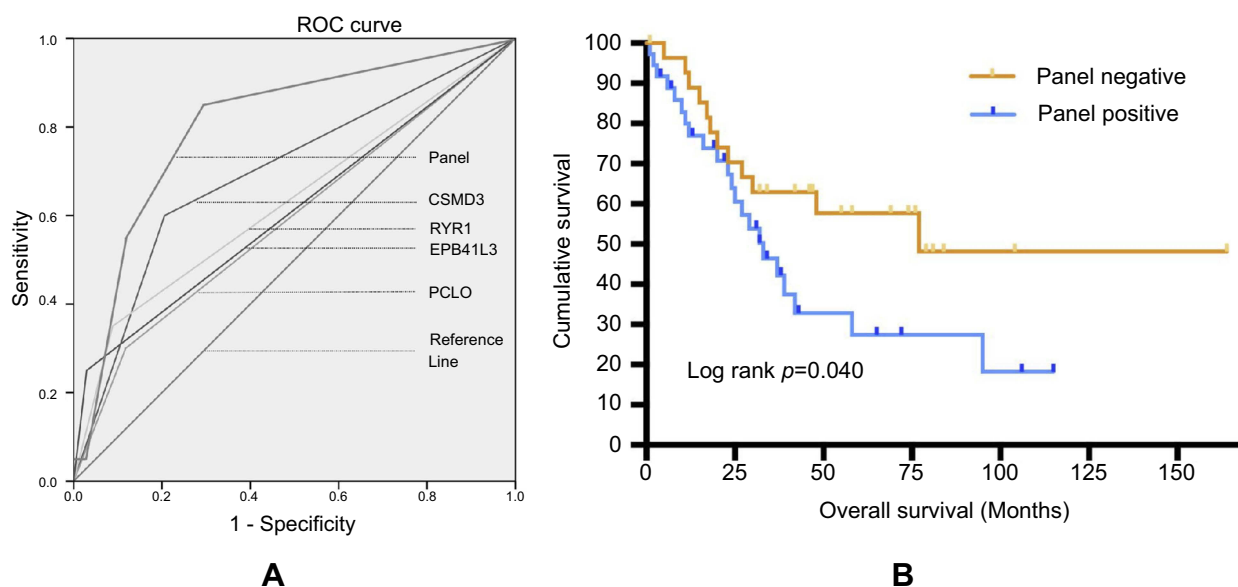 ROC curve
1.0
0.8
0.6
0.4
0.2
0.0
Sensitivity
Panel
CSMD3
RYR1
EPB41L3
PCLO
Reference
Line
0.0 0.2 0.4 0.6 0.8 1.0
1 - Specificity
A
100
90
80
70
60
50
40
30
20
10
0
Cumulative survival
Panel negative
Panel positive
Log rank p=0.040
0 25 50 75 100 125 150
Overall survival (Months)
B